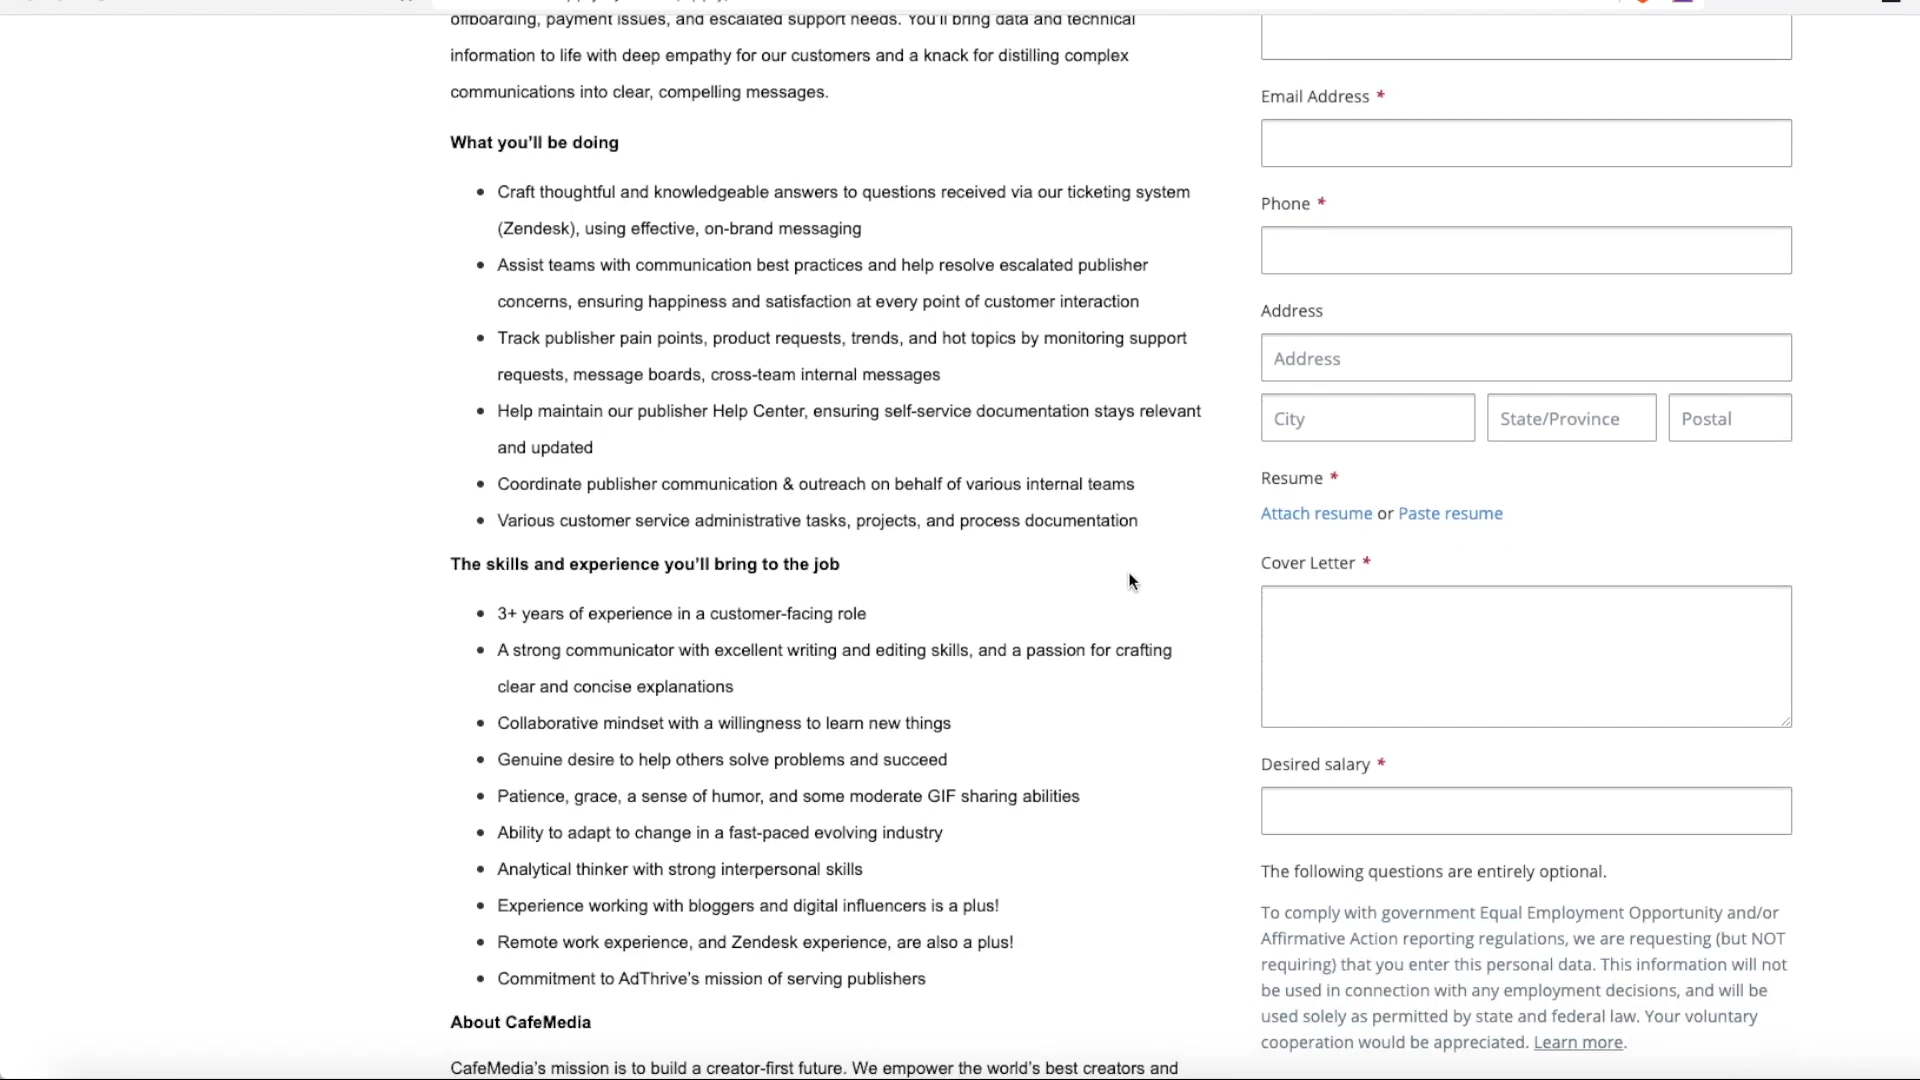 offboarding, payment issues, and escalated support needs. You'll bring data and technical
information to life with deep empathy for our customers and a knack for distilling complex
communications into clear, compelling messages.
What you'll be doing
Craft thoughtful and knowledgeable answers to questions received via our ticketing system
(Zendesk), using effective, on-brand messaging
Assist teams with communication best practices and help resolve escalated publisher
concerns, ensuring happiness and satisfaction at every point of customer interaction
Track publisher pain points, product requests, trends, and hot topics by monitoring support
requests, message boards, cross-team internal messages
Help maintain our publisher Help Center, ensuring self-service documentation stays relevant
and updated
Coordinate publisher communication & outreach on behalf of various internal teams
Various customer service administrative tasks, projects, and process documentation
The skills and experience you'll bring to the job
3+ years of experience in a customer-facing role
A strong communicator with excellent writing and editing skills, and a passion for crafting
clear and concise explanations
Collaborative mindset with a willingness to learn new things
Genuine desire to help others solve problems and succeed
Patience, grace, a sense of humor, and some moderate GIF sharing abilities
Ability to adapt to change in a fast-paced evolving industry
Analytical thinker with strong interpersonal skills
Experience working with bloggers and digital influencers is a plus!
Remote work experience, and Zendesk experience, are also a plus!
Commitment to AdThrive's mission of serving publishers
About CafeMedia
CafeMedia's mission is to build a creator-first future. We empower the world's best creators and
Email Address *
Phone *
Address
Address
City State/Province Postal
Resume *
Attach resume or Paste resume
Cover Letter *
Desired salary *
The following questions are entirely optional.
To comply with government Equal Employment Opportunity and/or
Affirmative Action reporting regulations, we are requesting (but NOT
requiring) that you enter this personal data. This information will not
be used in connection with any employment decisions, and will be
used solely as permitted by state and federal law. Your voluntary
cooperation would be appreciated. Learn more.